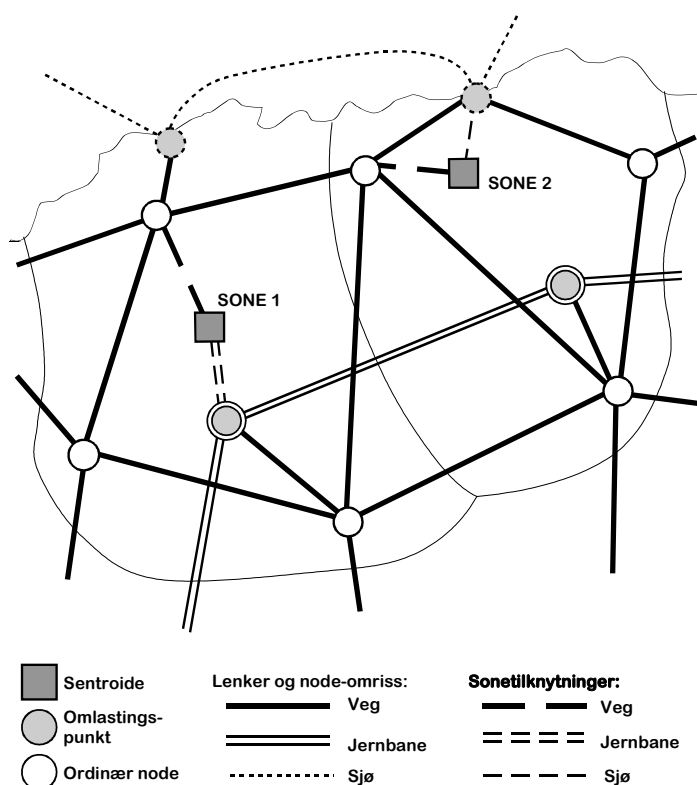 SONE 2
SONE 1
Sentroide
Omlastings-
punkt
Ordinær node
Lenker og node-omriss:
Veg
Jernbane
Sjø
Sonetilknytninger:
Veg
Jernbane
Sjø